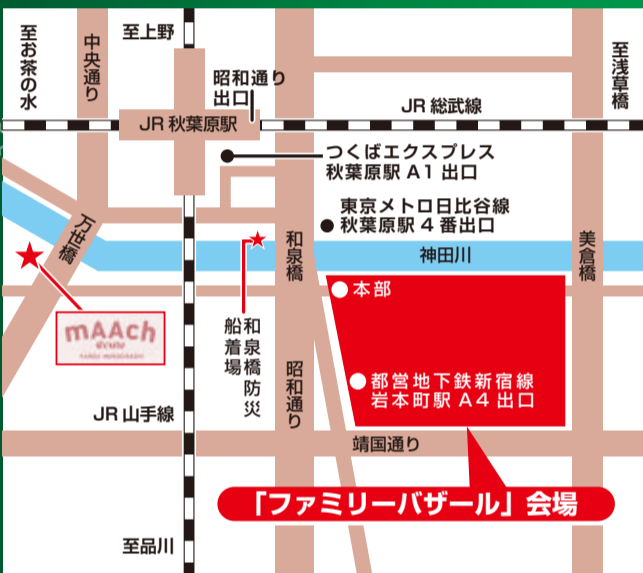 至お茶の水
中央通り
至上野
昭和通り
出口
至浅草橋
JR 総武線
JR 秋葉原駅
つくばエクスプレス
秋葉原駅 A1 出口
東京メトロ日比谷線
秋葉原駅 4 番出口
万世橋
和泉橋
神田川
美倉橋
本部
mAAch
ecute
和泉橋防災
船着場
昭和通り
都営地下鉄新宿線
岩本町駅 A4 出口
JR 山手線
靖国通り
「ファミリーバザール」会場
至品川